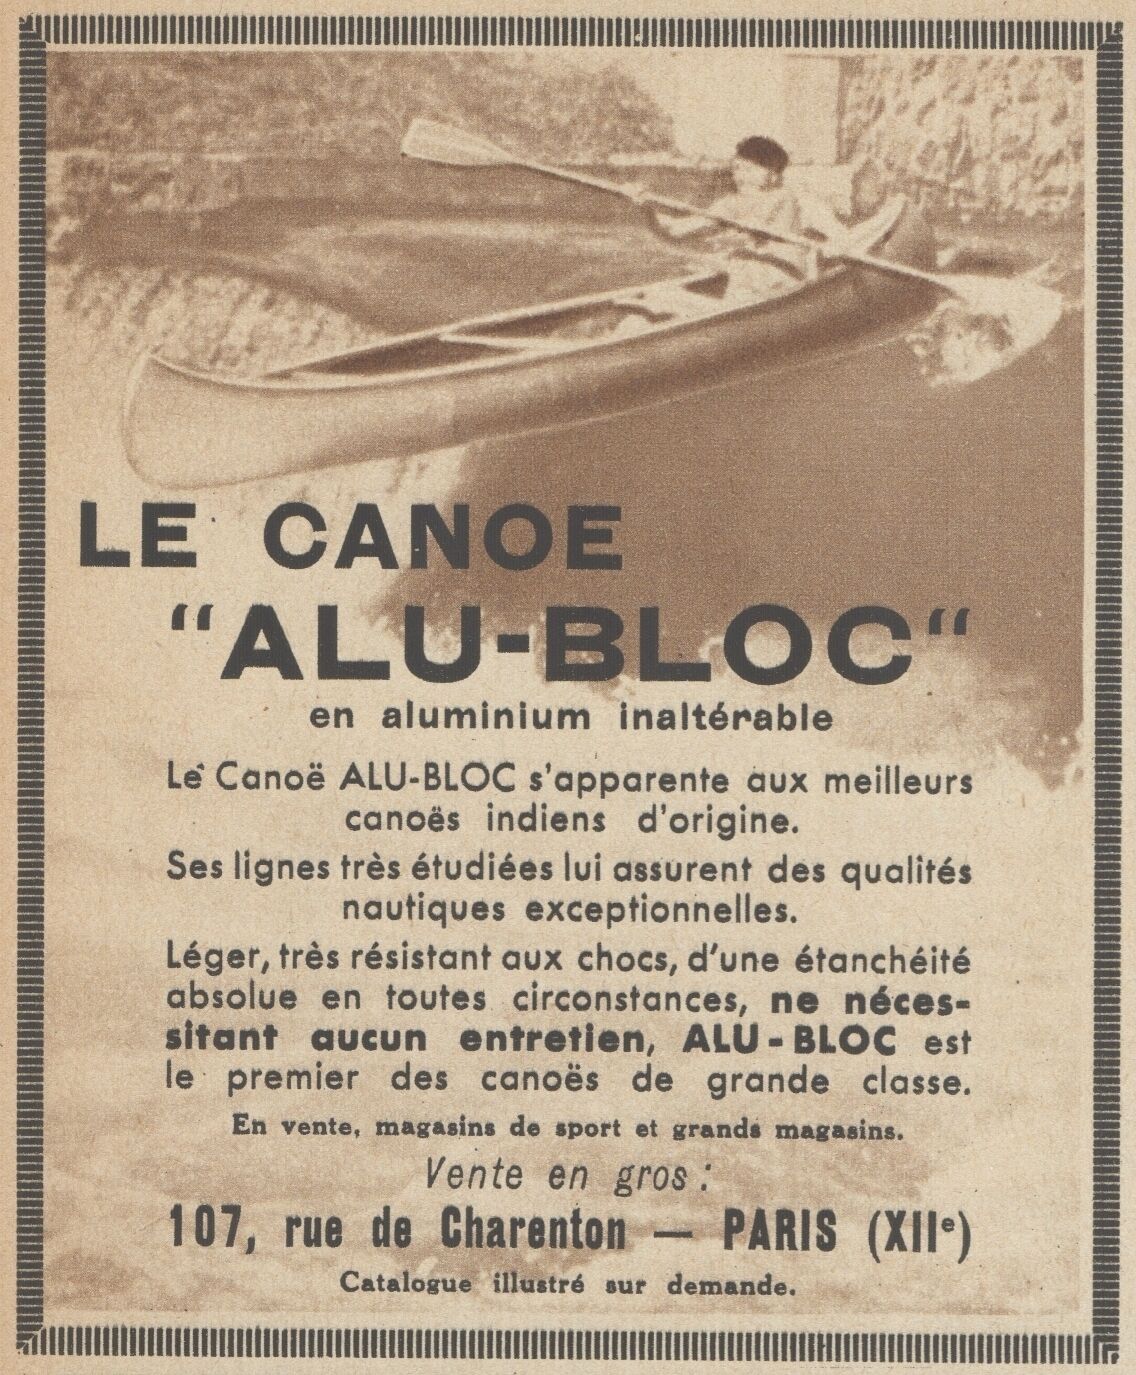 LE CANOE
“ALU-BLOC“
en aluminium inaltérable
Le Canoë ALU-BLOC s'apparente aux meilleurs
canoës indiens d'origine.
Ses lignes très étudiées lui assurent des qualités
nautiques exceptionnelles.
Léger, très résistant aux chocs, d'une étanchéité
absolue en toutes circonstances, ne néces-
sitant aucun entretien, ALU-BLOC est
le premier des canoës de grande classe.
En vente, magasins de sport et grands magasins.
Vente en gros :
107, rue de Charenton — PARIS (XIIe)
Catalogue illustré sur demande.